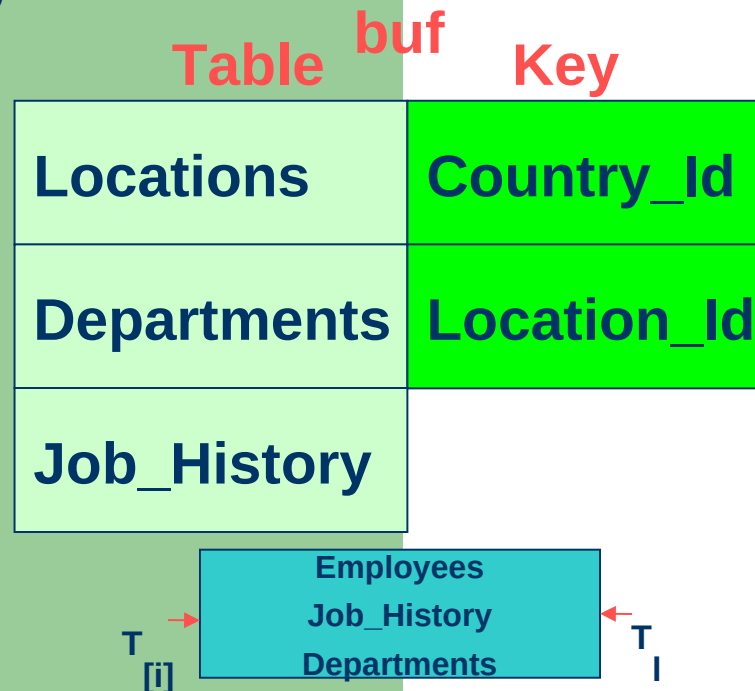 buf
Table Key
Locations Country_Id
Departments Location_Id
Job_History
Employees
Job_History
Departments
T
[i]
T
I